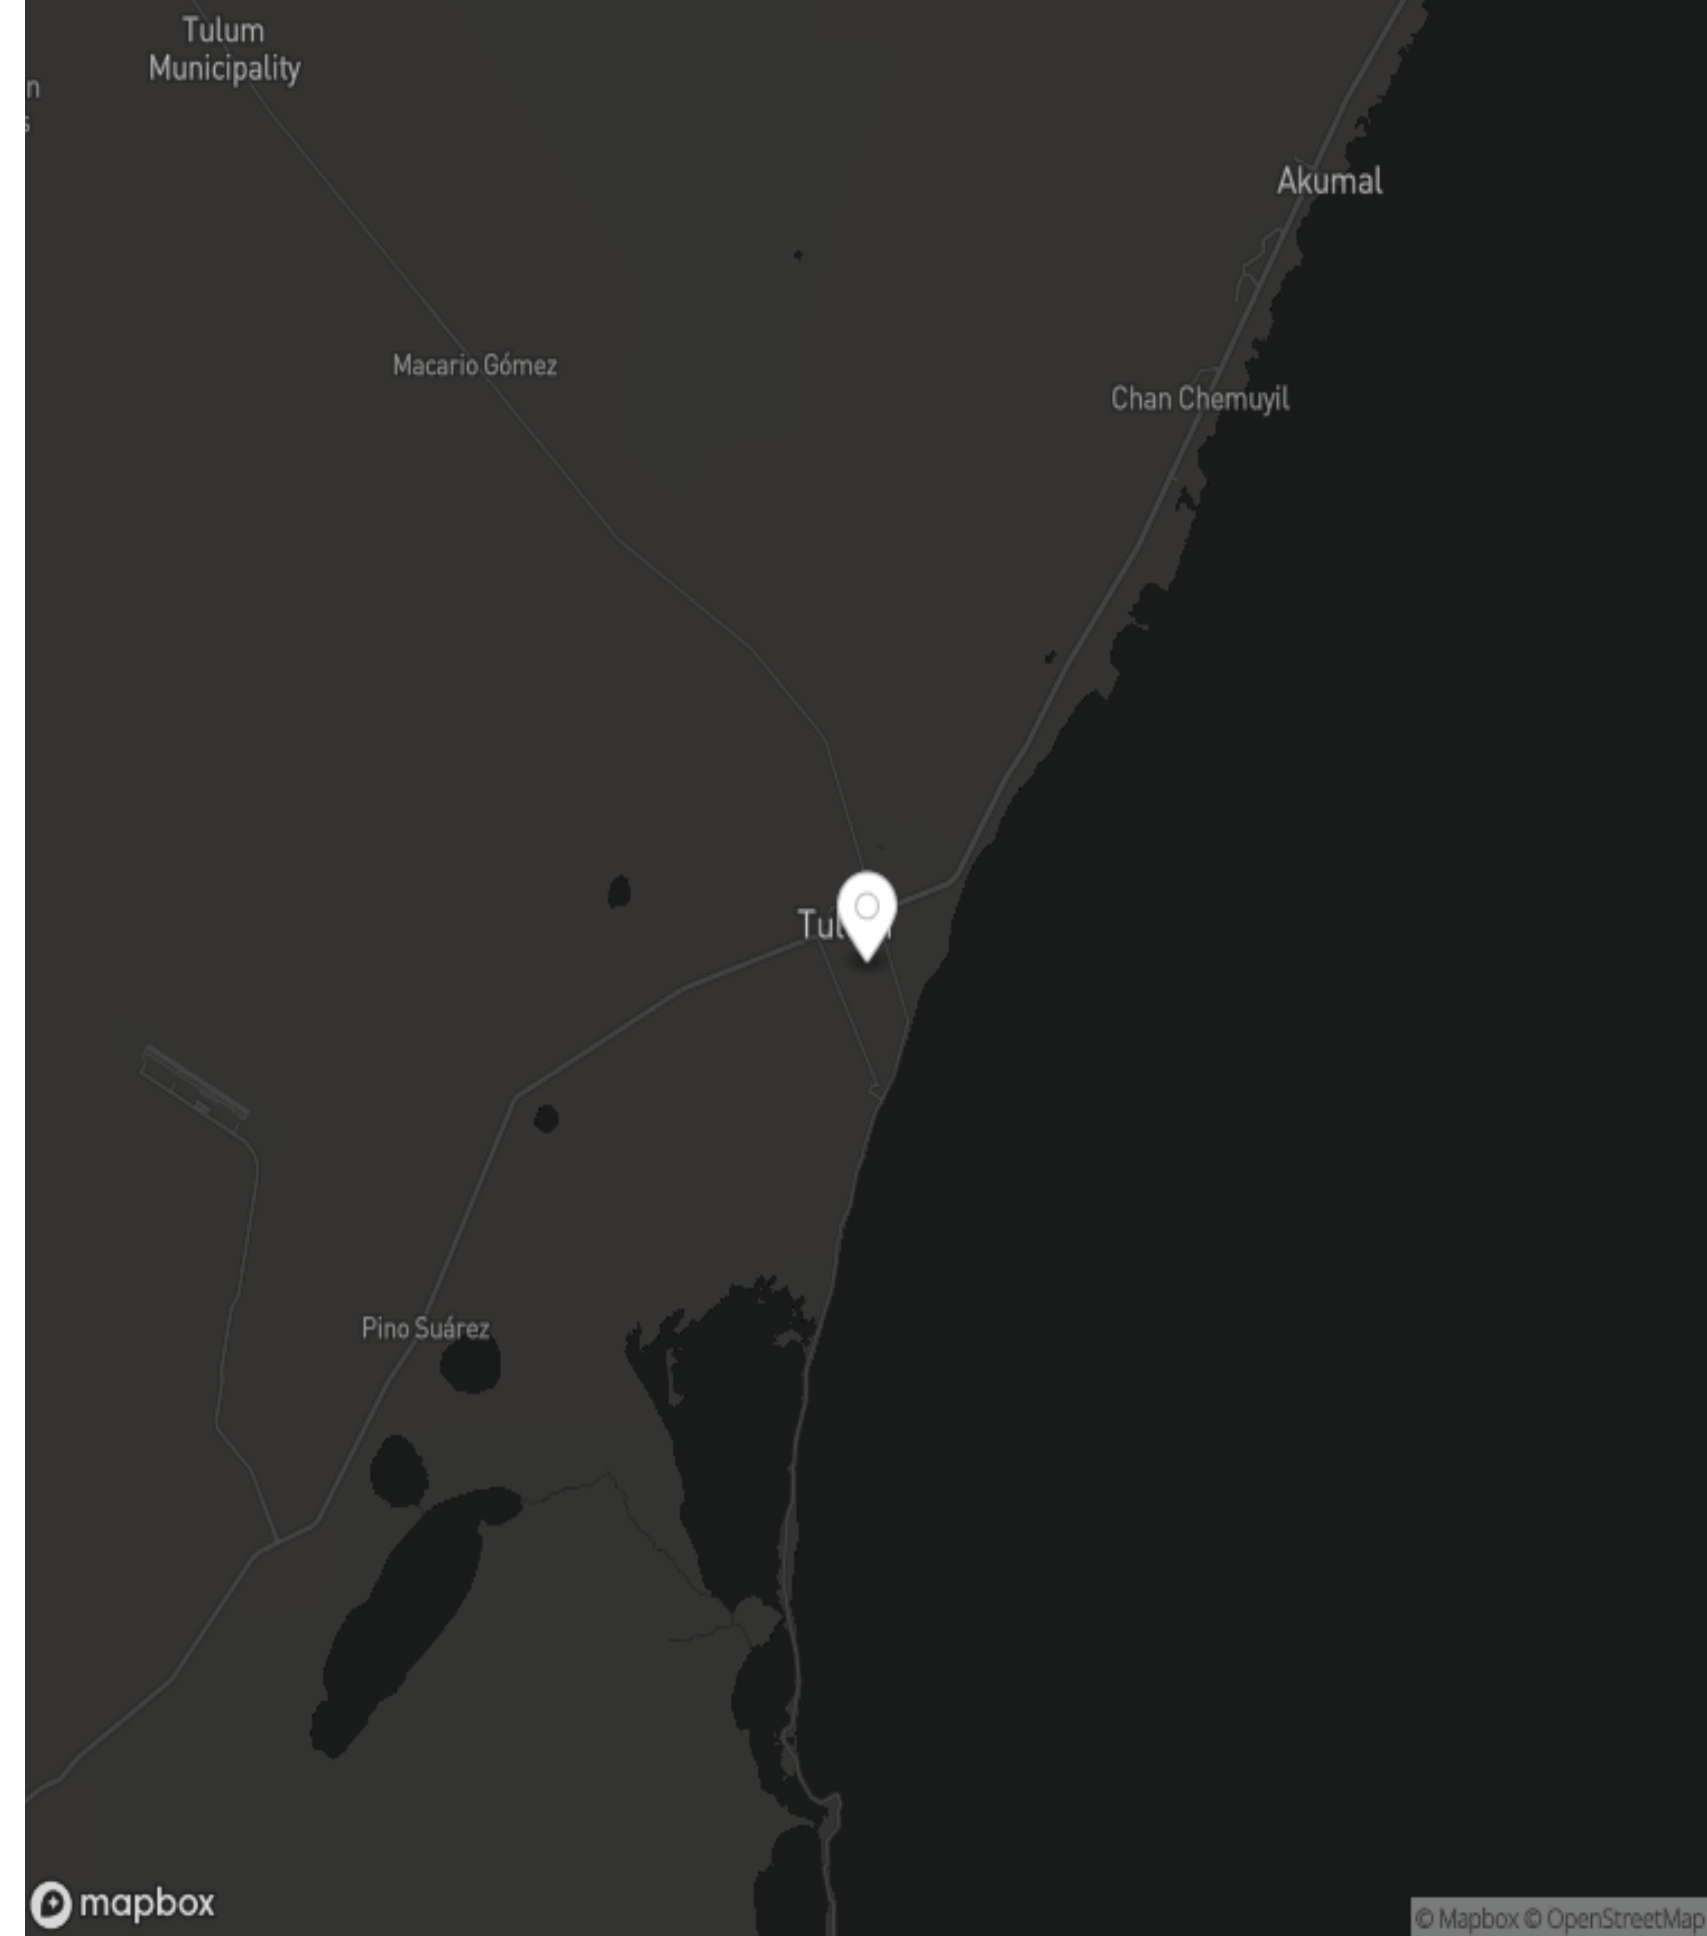 Tulum
Municipality
Akumal
Macario Gómez
Chan Chemuyil
Pino Suárez
mapbox
© Mapbox © OpenStreetMap